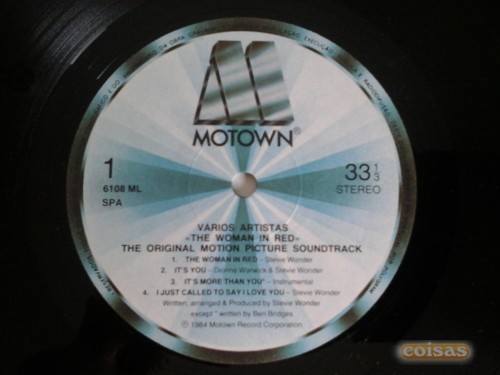 MOTOWN®
1
6108 ML
SPA
33 1/3
STEREO
VÁRIOS ARTISTAS
«THE WOMAN IN RED»
THE ORIGINAL MOTION PICTURE SOUNDTRACK
1. THE WOMAN IN RED – Stevie Wonder
2. IT'S YOU – Dionne Warwick & Stevie Wonder
3. IT'S MORE THAN YOU* – Instrumental
4. I JUST CALLED TO SAY I LOVE YOU – Stevie Wonder
Written, arranged & Produced by Stevie Wonder
except * written by Ben Bridges
℗ 1984 Motown Record Corporation
coisas